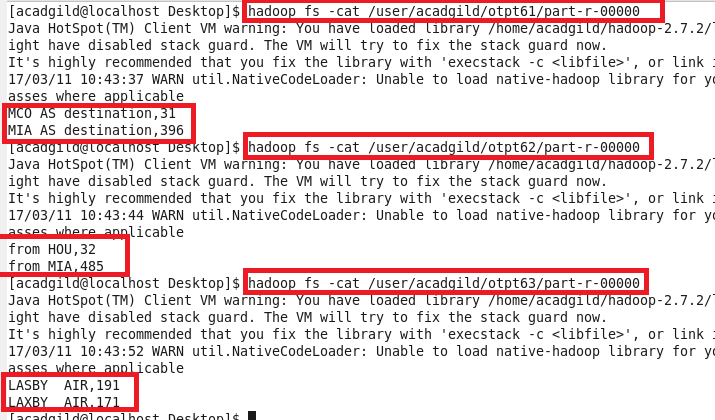 [acadgild@localhost Desktop]$ hadoop fs -cat /user/acadgild/otpt61/part-r-00000
Java HotSpot(TM) Client VM warning: You have loaded library /home/acadgild/hadoop-2.7.2/
ight have disabled stack guard. The VM will try to fix the stack guard now.
It's highly recommended that you fix the library with 'execstack -c <libfile>', or link
17/03/11 10:43:37 WARN util.NativeCodeLoader: Unable to load native-hadoop library for
asses where applicable
MCO AS destination,31
MIA AS destination,396
[acadgild@localhost Desktop]$ hadoop fs -cat /user/acadgild/otpt62/part-r-00000
Java HotSpot(TM) Client VM warning: You have loaded library /home/acadgild/hadoop-2.7.2/
ight have disabled stack guard. The VM will try to fix the stack guard now.
It's highly recommended that you fix the library with 'execstack -c <libfile>', or link
17/03/11 10:43:44 WARN util.NativeCodeLoader: Unable to load native-hadoop library for
asses where applicable
from HOU,32
from MIA,485
[acadgild@localhost Desktop]$ hadoop fs -cat /user/acadgild/otpt63/part-r-00000
Java HotSpot(TM) Client VM warning: You have loaded library /home/acadgild/hadoop-2.7.2/
ight have disabled stack guard. The VM will try to fix the stack guard now.
It's highly recommended that you fix the library with 'execstack -c <libfile>', or link
17/03/11 10:43:52 WARN util.NativeCodeLoader: Unable to load native-hadoop library for
asses where applicable
LASBY  AIR,191
LAXBY  AIR,171
[acadgild@localhost Desktop]$